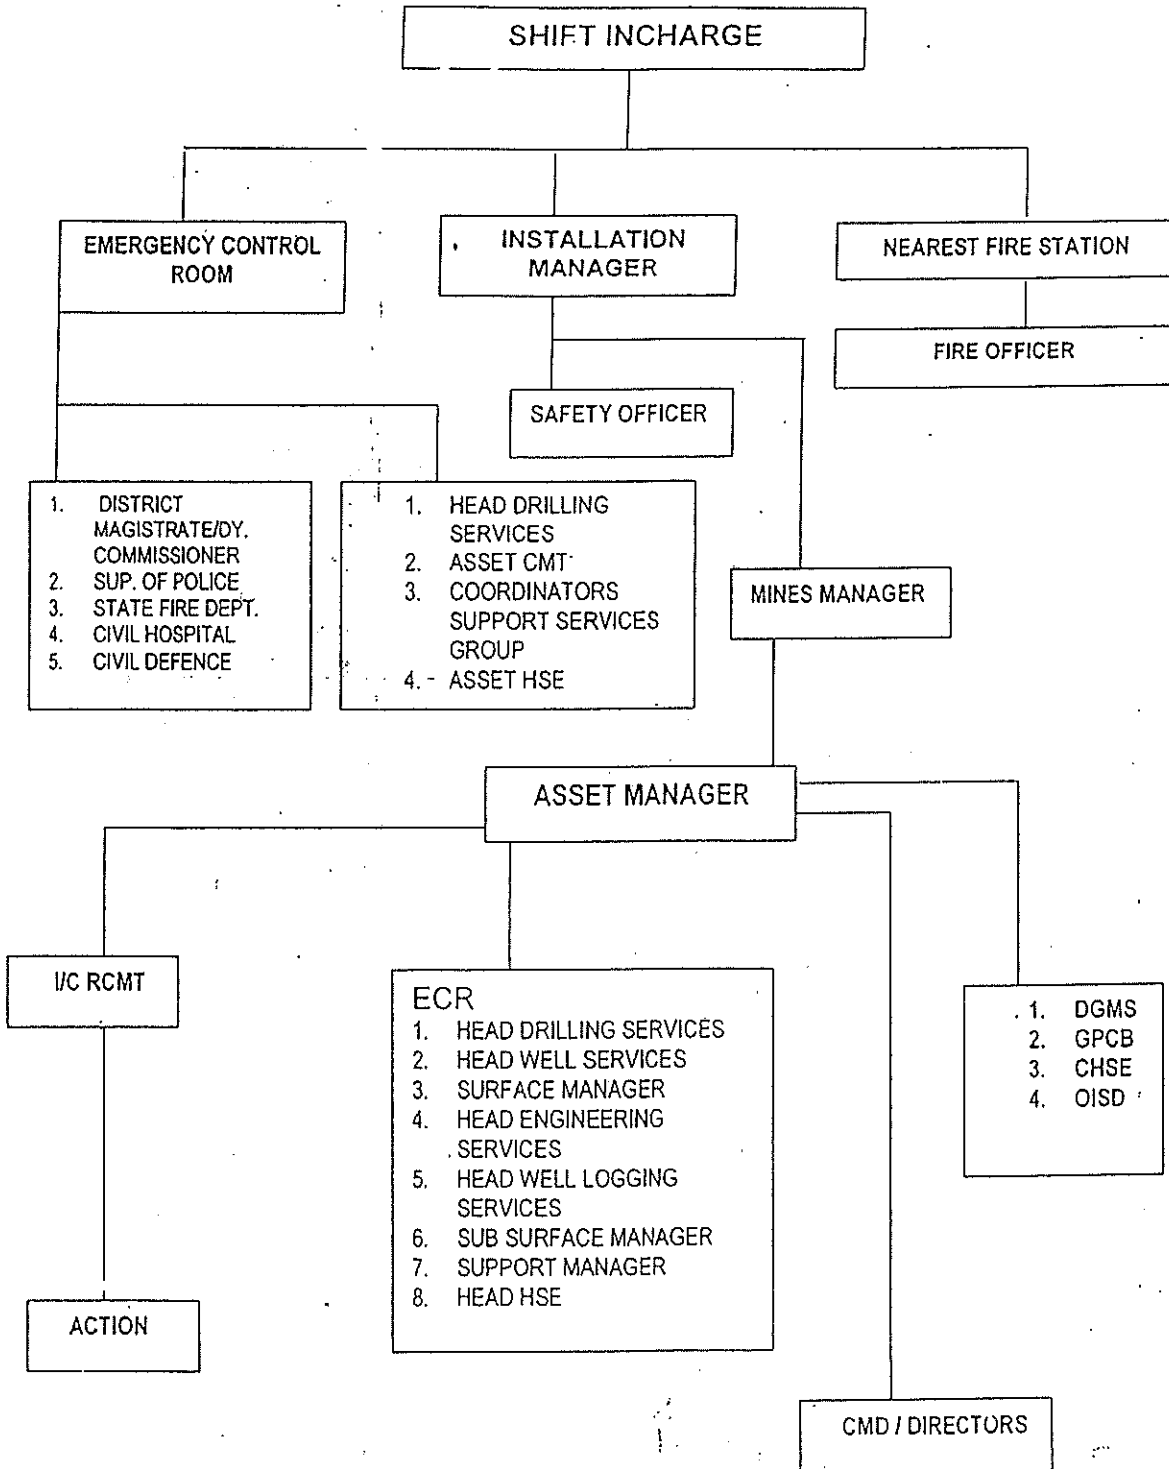 SHIFT INCHARGE
EMERGENCY CONTROL
ROOM
INSTALLATION
MANAGER
NEAREST FIRE STATION
FIRE OFFICER
SAFETY OFFICER
1. DISTRICT
MAGISTRATE/DY.
COMMISSIONER
2. SUP. OF POLICE
3. STATE FIRE DEPT.
4. CIVIL HOSPITAL
5. CIVIL DEFENCE
1. HEAD DRILLING
SERVICES
2. ASSET CMT
3. COORDINATORS
SUPPORT SERVICES
GROUP
4. ASSET HSE
MINES MANAGER
ASSET MANAGER
I/C RCMT
ACTION
ECR
1. HEAD DRILLING SERVICES
2. HEAD WELL SERVICES
3. SURFACE MANAGER
4. HEAD ENGINEERING
SERVICES
5. HEAD WELL LOGGING
SERVICES
6. SUB SURFACE MANAGER
7. SUPPORT MANAGER
8. HEAD HSE
1. DGMS
2. GPCB
3. CHSE
4. OISD
CMD / DIRECTORS